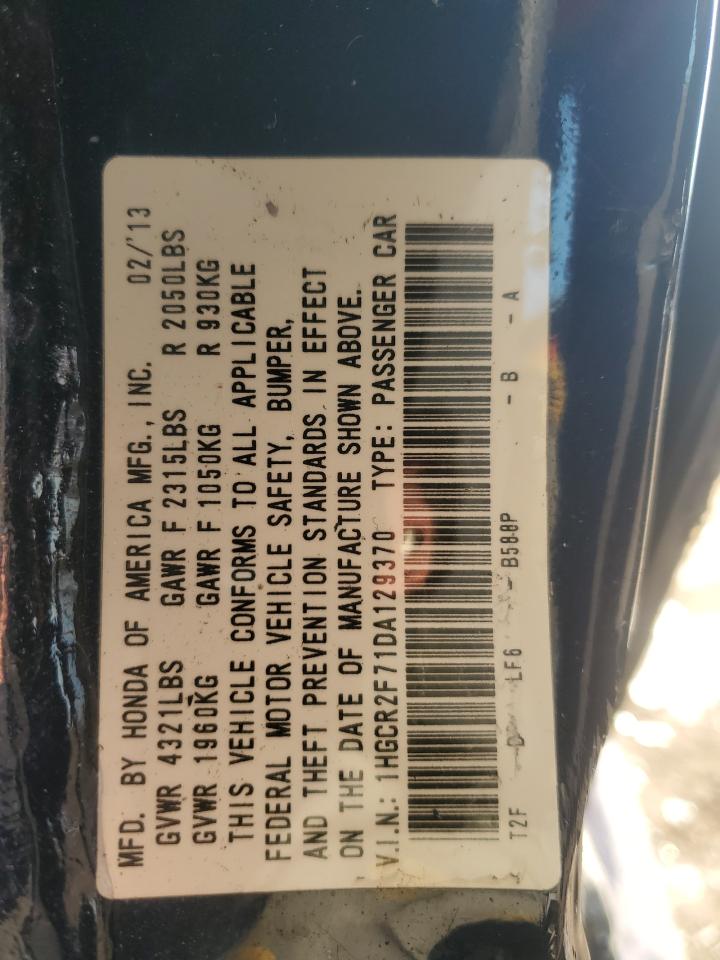 MFD. BY HONDA OF AMERICA MFG., INC. 02/'13
GVWR 4321LBS GAWR F 2315LBS R 2050LBS
GVWR 1960KG GAWR F 1050KG R 930KG
THIS VEHICLE CONFORMS TO ALL APPLICABLE
FEDERAL MOTOR VEHICLE SAFETY, BUMPER,
AND THEFT PREVENTION STANDARDS IN EFFECT
ON THE DATE OF MANUFACTURE SHOWN ABOVE.
V.I.N.: 1HGCR2F71DA129370 TYPE: PASSENGER CAR
T2F -D- LF6 - B588P - B - A